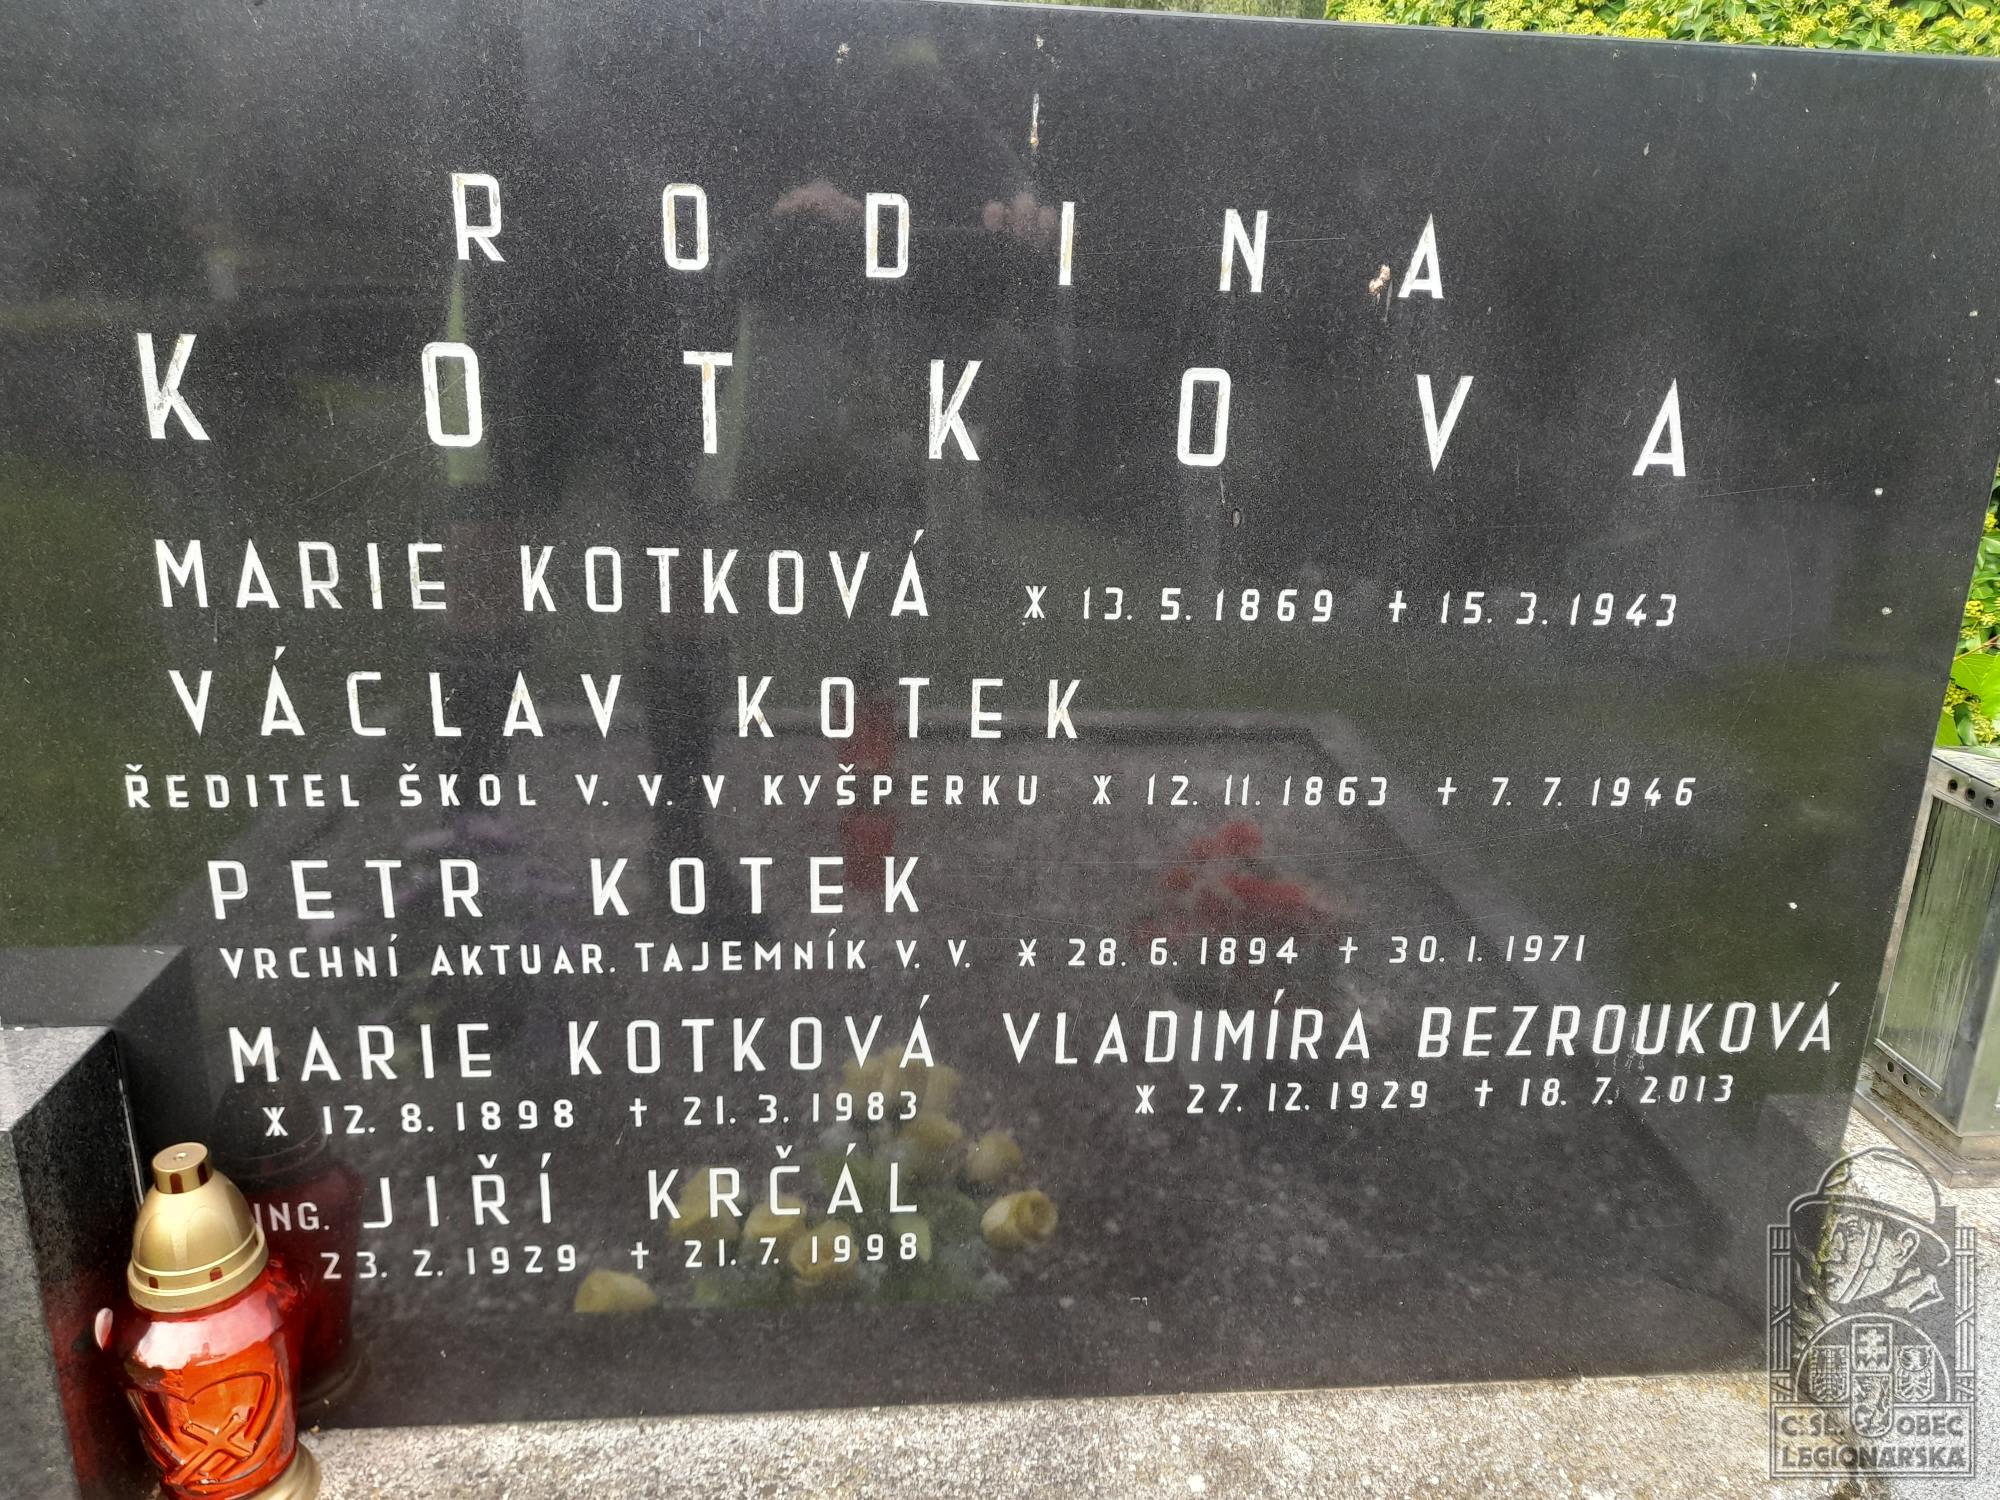 RODINA
KOTKOVA
MARIE KOTKOVÁ * 13. 5. 1869 † 15. 3. 1943
VÁCLAV KOTEK
ŘEDITEL ŠKOL V. V. V KYŠPERKU * 12. 11. 1863 † 7. 7. 1946
PETR KOTEK
VRCHNÍ AKTUAR. TAJEMNÍK V. V. * 28. 6. 1894 † 30. 1. 1971
MARIE KOTKOVÁ
* 12. 8. 1898 † 21. 3. 1983
VLADIMÍRA BEZROUKOVÁ
* 27. 12. 1929 † 18. 7. 2013
ING. JIŘÍ KRČÁL
23. 2. 1929 † 21. 7. 1998
Č.SL. OBEC
LEGIONÁŘSKÁ